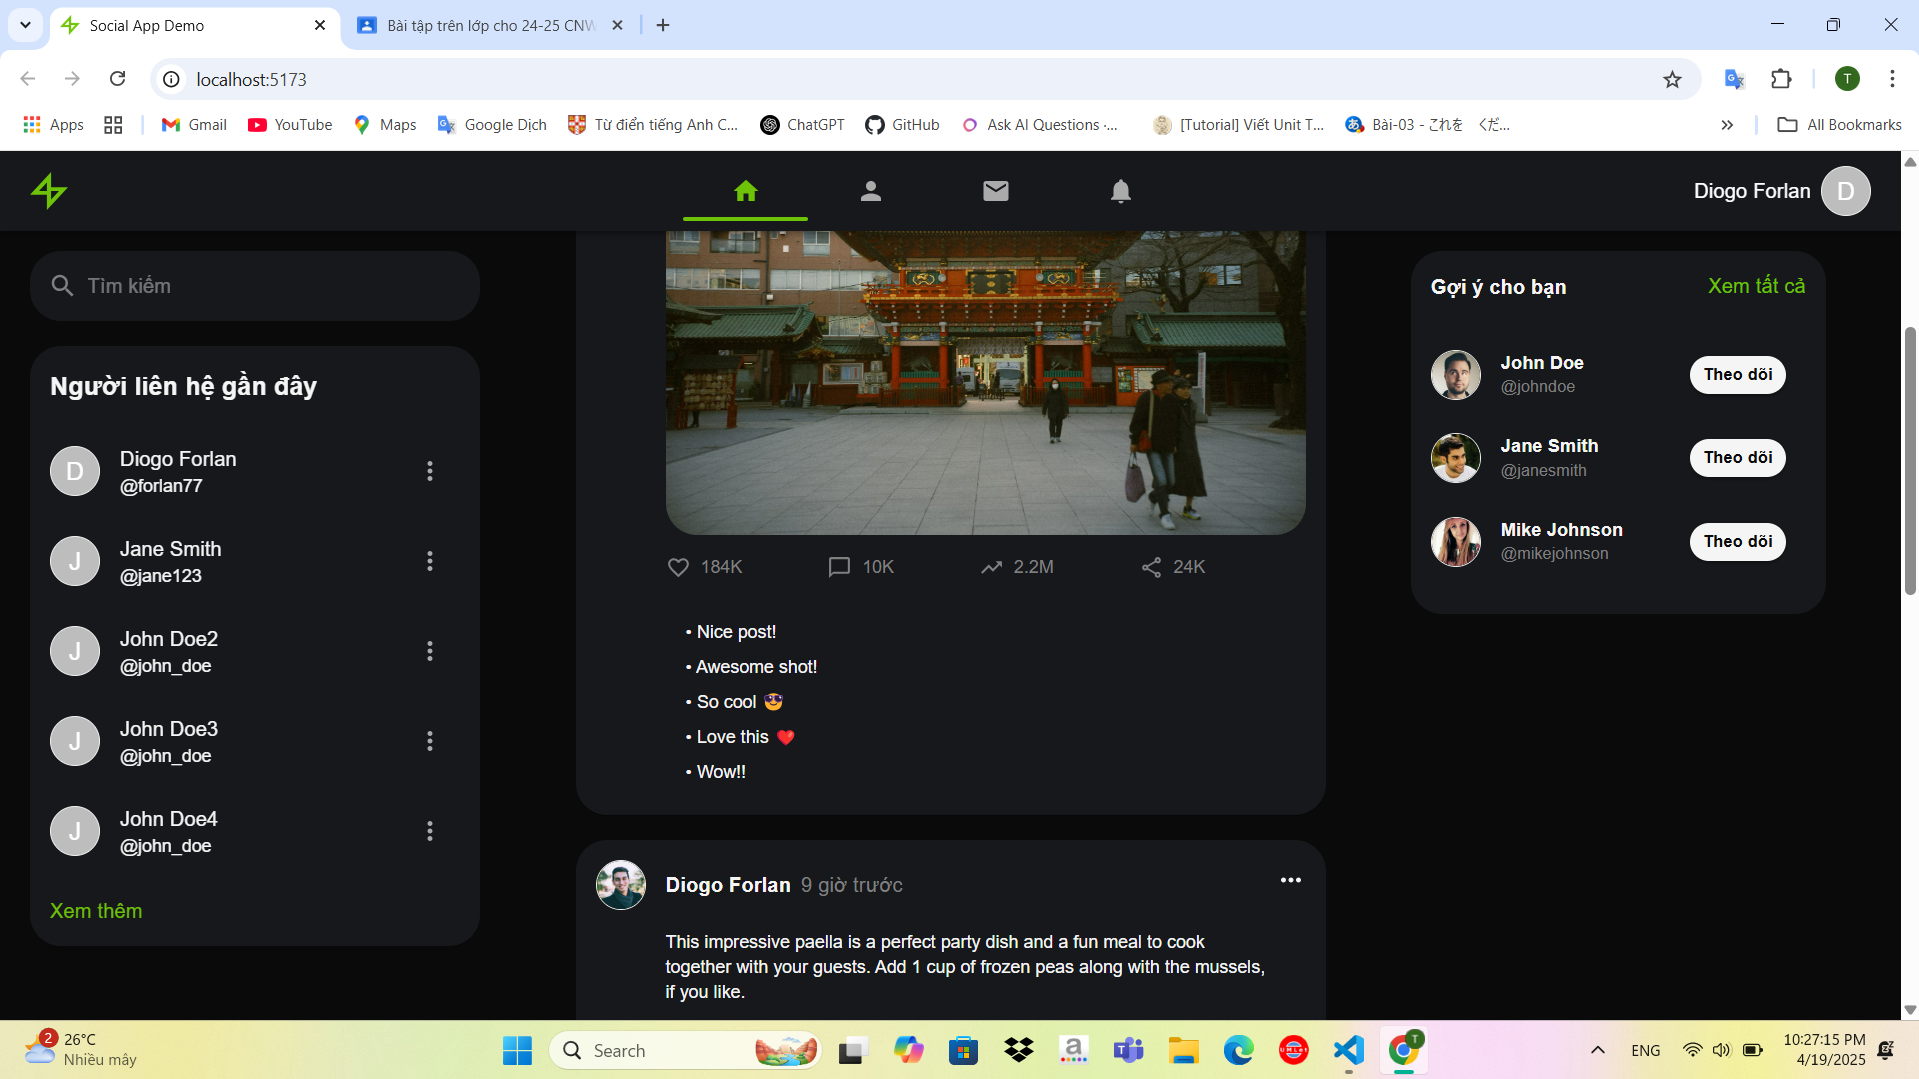 Social App Demo
Bài tập trên lớp cho 24-25 CNW
localhost:5173
T
Apps
Gmail
YouTube
Maps
Google Dịch
Từ điển tiếng Anh C...
ChatGPT
GitHub
Ask AI Questions ·...
[Tutorial] Viết Unit T...
Bài-03 - これを くだ...
All Bookmarks
Diogo Forlan
D
Tìm kiếm
Người liên hệ gần đây
D
Diogo Forlan
@forlan77
J
Jane Smith
@jane123
J
John Doe2
@john_doe
J
John Doe3
@john_doe
J
John Doe4
@john_doe
Xem thêm
184K
10K
2.2M
24K
• Nice post!
• Awesome shot!
• So cool 😎
• Love this ❤️
• Wow!!
Diogo Forlan 9 giờ trước
This impressive paella is a perfect party dish and a fun meal to cook
together with your guests. Add 1 cup of frozen peas along with the mussels,
if you like.
Gợi ý cho bạn
Xem tất cả
John Doe
@johndoe
Theo dõi
Jane Smith
@janesmith
Theo dõi
Mike Johnson
@mikejohnson
Theo dõi
2
26°C
Nhiều mây
Search
a
UMLet
T
ENG
10:27:15 PM
4/19/2025